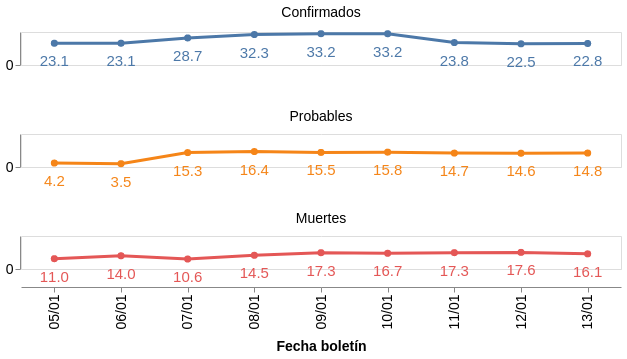 Confirmados
0
23.1 23.1 28.7 32.3 33.2 33.2 23.8 22.5 22.8
Probables
0
4.2 3.5 15.3 16.4 15.5 15.8 14.7 14.6 14.8
Muertes
0
11.0 14.0 10.6 14.5 17.3 16.7 17.3 17.6 16.1
05/01 06/01 07/01 08/01 09/01 10/01 11/01 12/01 13/01
Fecha boletín